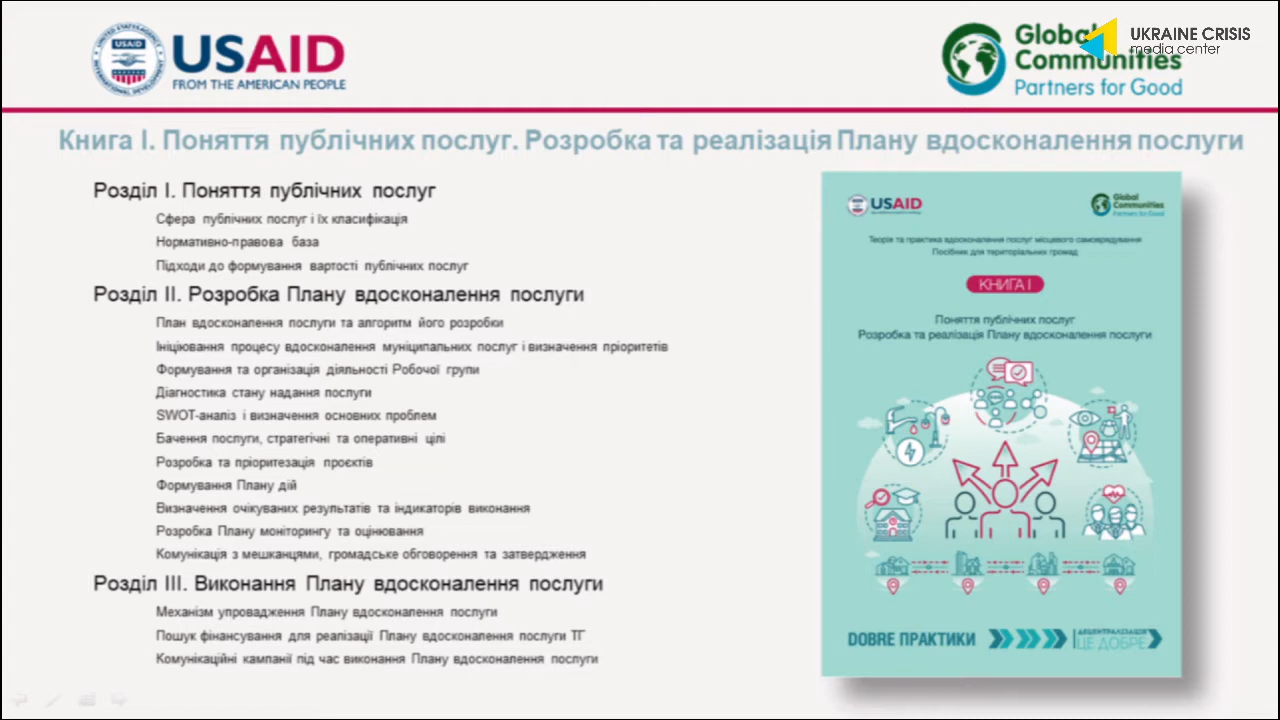 USAID
FROM THE AMERICAN PEOPLE
Global
Communities
Partners for Good
UKRAINE CRISIS
media center
Книга І. Поняття публічних послуг. Розробка та реалізація Плану вдосконалення послуги
Розділ І. Поняття публічних послуг
Сфера публічних послуг і їх класифікація
Нормативно-правова база
Підходи до формування вартості публічних послуг
Розділ ІІ. Розробка Плану вдосконалення послуги
План вдосконалення послуги та алгоритм його розробки
Ініціювання процесу вдосконалення муніципальних послуг і визначення пріоритетів
Формування та організація діяльності Робочої групи
Діагностика стану надання послуги
SWOT-аналіз і визначення основних проблем
Бачення послуги, стратегічні та оперативні цілі
Розробка та пріоритезація проєктів
Формування Плану дій
Визначення очікуваних результатів та індикаторів виконання
Розробка Плану моніторингу та оцінювання
Комунікація з мешканцями, громадське обговорення та затвердження
Розділ ІІІ. Виконання Плану вдосконалення послуги
Механізм упровадження Плану вдосконалення послуги
Пошук фінансування для реалізації Плану вдосконалення послуги ТГ
Комунікаційні кампанії під час виконання Плану вдосконалення послуги
USAID
Global
Communities
Partners for Good
Теорія та практика вдосконалення послуг місцевого самоврядування
Посібник для територіальних громад
КНИГА І
Поняття публічних послуг
Розробка та реалізація Плану вдосконалення послуги
DOBRE ПРАКТИКИ
ДЕЦЕНТРАЛІЗАЦІЯ
ЦЕ ДОБРЕ